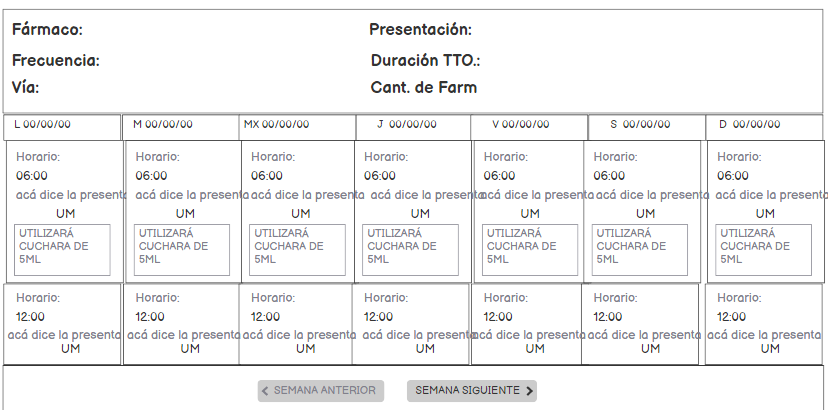 Fármaco: Presentación:
Frecuencia: Duración TTO.:
Vía: Cant. de Farm
L 00/00/00 M 00/00/00 MX 00/00/00 J 00/00/00 V 00/00/00 S 00/00/00 D 00/00/00
Horario: Horario: Horario: Horario: Horario: Horario: Horario:
06:00 06:00 06:00 06:00 06:00 06:00 06:00
acá dice la presenta acá dice la presenta acá dice la presenta acá dice la presenta acá dice la presenta acá dice la presenta acá dice la presenta
UM UM UM UM UM UM UM
UTILIZARÁ UTILIZARÁ UTILIZARÁ UTILIZARÁ UTILIZARÁ UTILIZARÁ UTILIZARÁ
CUCHARA DE CUCHARA DE CUCHARA DE CUCHARA DE CUCHARA DE CUCHARA DE CUCHARA DE
5ML 5ML 5ML 5ML 5ML 5ML 5ML
Horario: Horario: Horario: Horario: Horario: Horario: Horario:
12:00 12:00 12:00 12:00 12:00 12:00 12:00
acá dice la presenta acá dice la presenta acá dice la presenta acá dice la presenta acá dice la presenta acá dice la presenta acá dice la presenta
UM UM UM UM UM UM UM
SEMANA ANTERIOR SEMANA SIGUIENTE